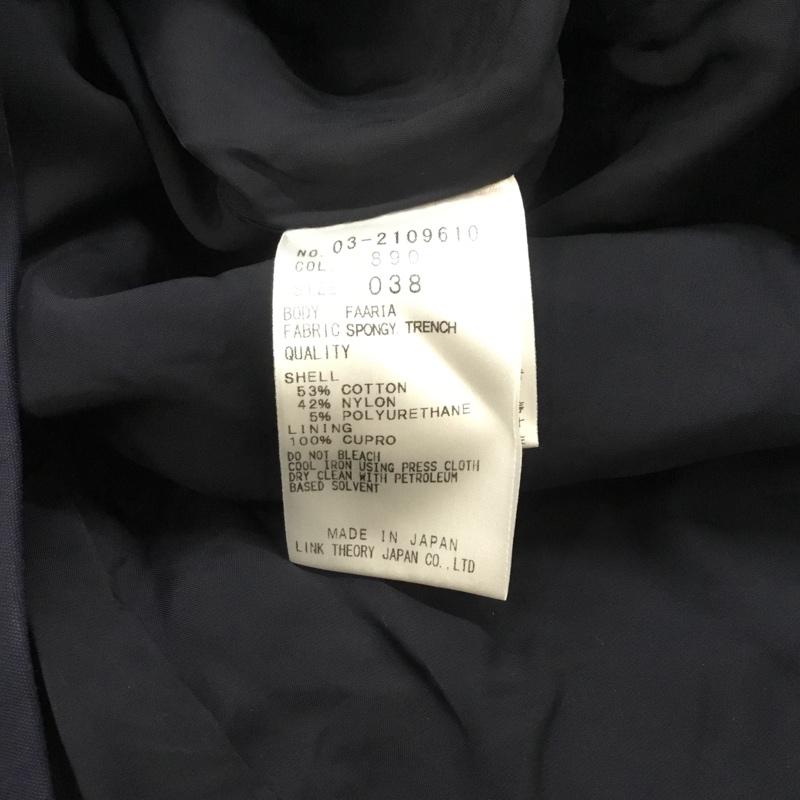 NO. 03-2109610
COL. 890
SIZE 038
BODY FAARIA
FABRIC SPONGY TRENCH
QUALITY
SHELL
53% COTTON
42% NYLON
5% POLYURETHANE
LINING
100% CUPRO
DO NOT BLEACH
COOL IRON USING PRESS CLOTH
DRY CLEAN WITH PETROLEUM
BASED SOLVENT
MADE IN JAPAN
LINK THEORY JAPAN CO.,LTD